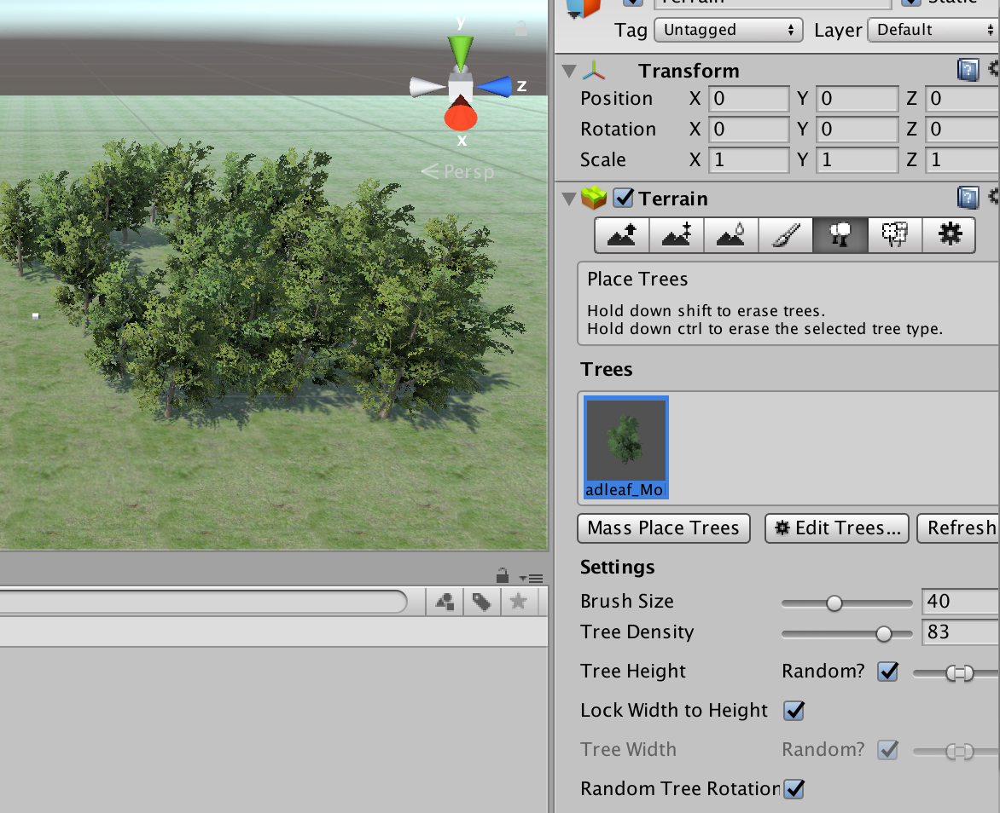 y
z
x
Persp
Terrain
Static
Tag Untagged Layer Default
Transform
Position X 0 Y 0 Z 0
Rotation X 0 Y 0 Z 0
Scale X 1 Y 1 Z 1
Terrain
Place Trees
Hold down shift to erase trees.
Hold down ctrl to erase the selected tree type.
Trees
adleaf_Mo
Mass Place Trees Edit Trees... Refresh
Settings
Brush Size 40
Tree Density 83
Tree Height Random?
Lock Width to Height
Tree Width Random?
Random Tree Rotation